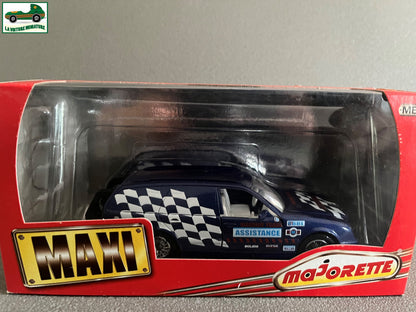 LA VOITURE MINIATURE
ME
ASSISTANCE
MAXI
majorette